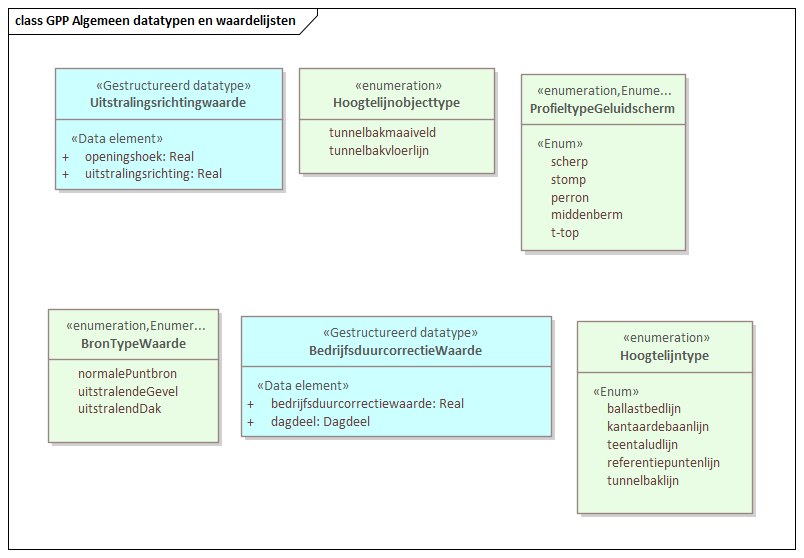 class GPP Algemeen datatypen en waardelijsten
«Gestructureerd datatype»
Uitstralingsrichtingwaarde
«Data element»
+ openingshoek: Real
+ uitstralingsrichting: Real
«enumeration»
Hoogtelijnobjecttype
tunnelbakmaaiveld
tunnelbakvloerlijn
«enumeration,Enume...
ProfieltypeGeluidscherm
«Enum»
scherp
stomp
perron
middenberm
t-top
«enumeration,Enumer...
BronTypeWaarde
normalePuntbron
uitstralendeGevel
uitstralendDak
«Gestructureerd datatype»
BedrijfsduurcorrectieWaarde
«Data element»
+ bedrijfsduurcorrectiewaarde: Real
+ dagdeel: Dagdeel
«enumeration»
Hoogtelijntype
«Enum»
ballastbedlijn
kantaardebaanlijn
teentaludlijn
referentiepuntenlijn
tunnelbaklijn